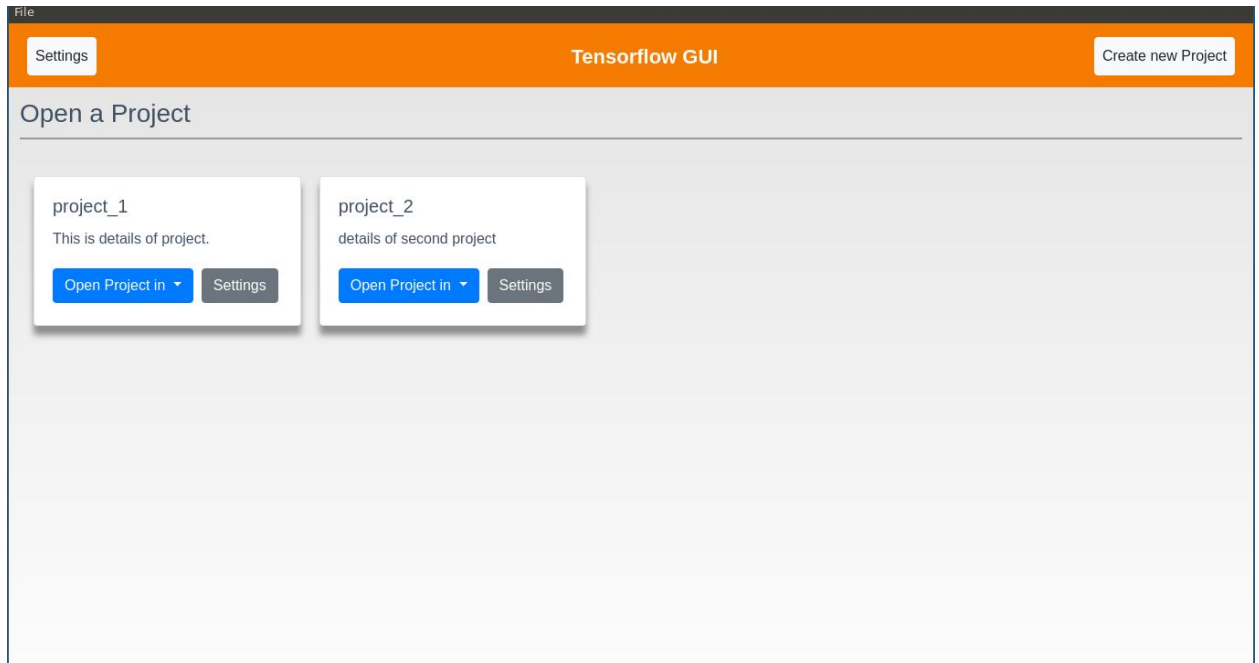 File
Settings
Tensorflow GUI
Create new Project
Open a Project
project_1
This is details of project.
Open Project in
Settings
project_2
details of second project
Open Project in
Settings